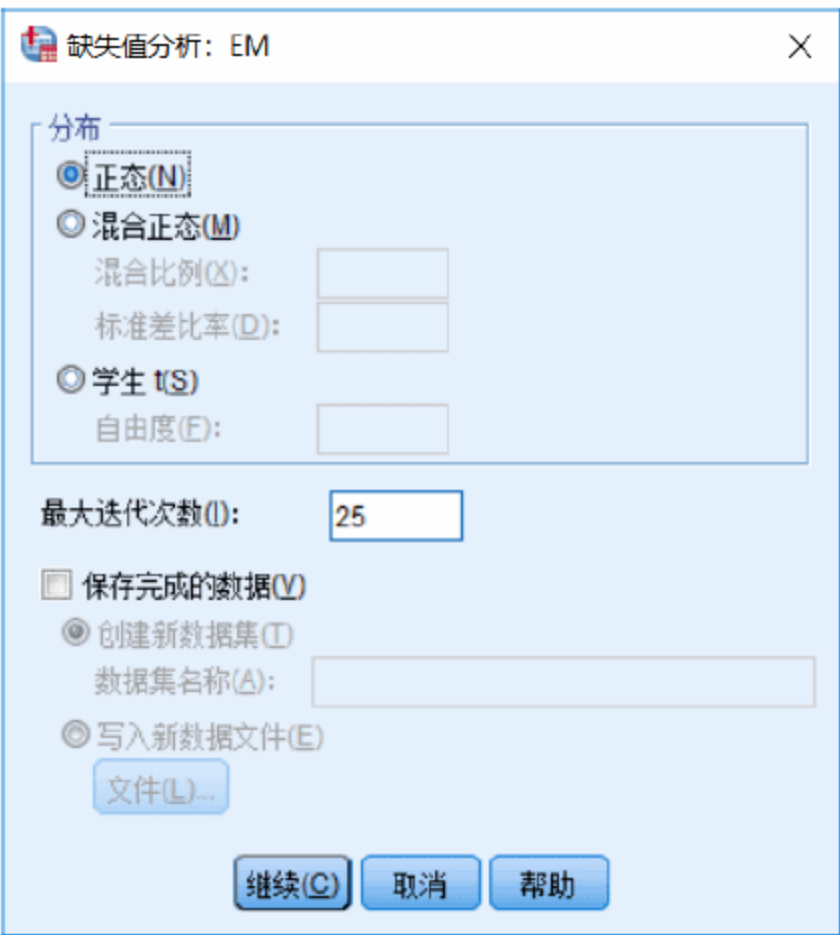 缺失值分析：EM
分布
正态(N)
混合正态(M)
混合比例(X)：
标准差比率(D)：
学生 t(S)
自由度(F)：
最大迭代次数(I)：
25
保存完成的数据(V)
创建新数据集(T)
数据集名称(A)：
写入新数据文件(E)
文件(L)...
继续(C) 取消 帮助